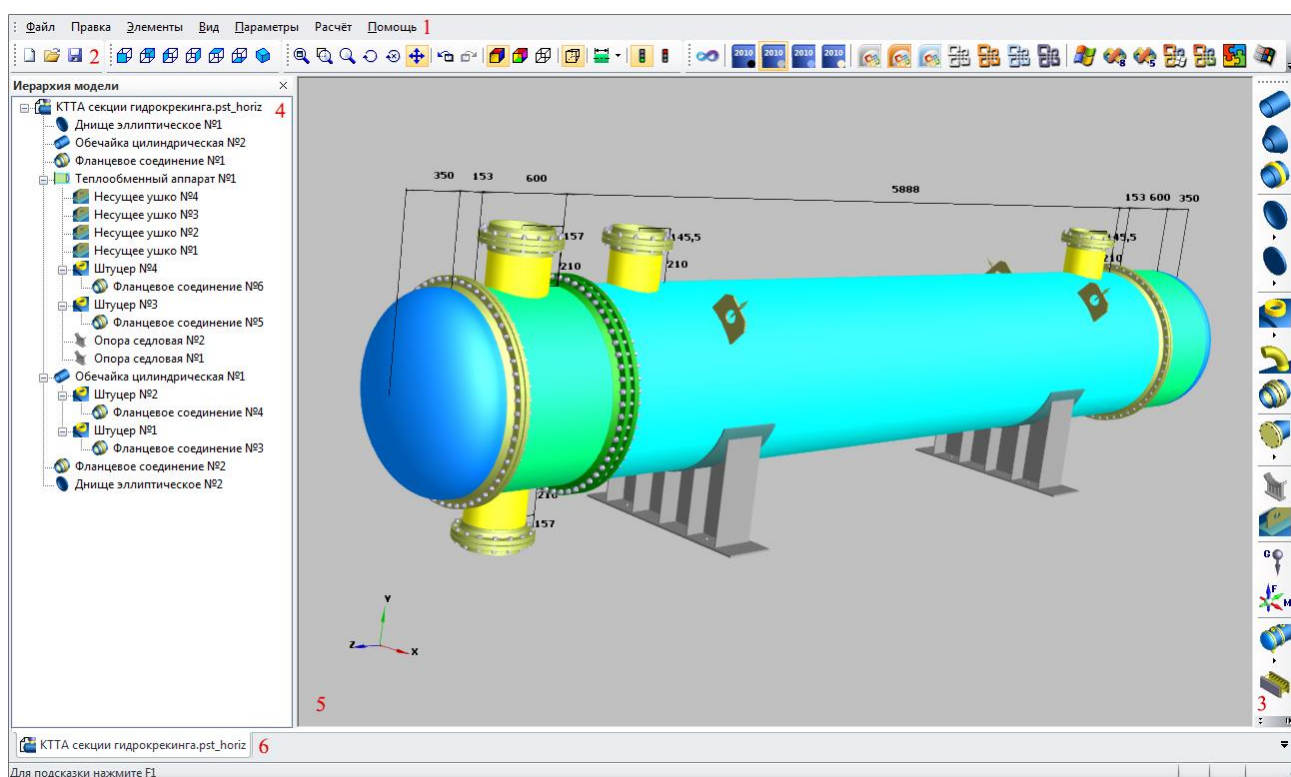 Файл Правка Элементы Вид Параметры Расчёт Помощь 1
2 2010 2010 2010 2010
Иерархия модели
КТТА секции гидрокрекинга.pst_horiz 4
Днище эллиптическое №1
Обечайка цилиндрическая №2
Фланцевое соединение №1
Теплообменный аппарат №1
Несущее ушко №4
Несущее ушко №3
Несущее ушко №2
Несущее ушко №1
Штуцер №4
Фланцевое соединение №6
Штуцер №3
Фланцевое соединение №5
Опора седловая №2
Опора седловая №1
Обечайка цилиндрическая №1
Штуцер №2
Фланцевое соединение №4
Штуцер №1
Фланцевое соединение №3
Фланцевое соединение №2
Днище эллиптическое №2
350 153 600 5888 153 600 350
157 145,5 145,5
210 210 210
210
157
Y
Z X
5
G
F
M
3
КТТА секции гидрокрекинга.pst_horiz 6
Для подсказки нажмите F1